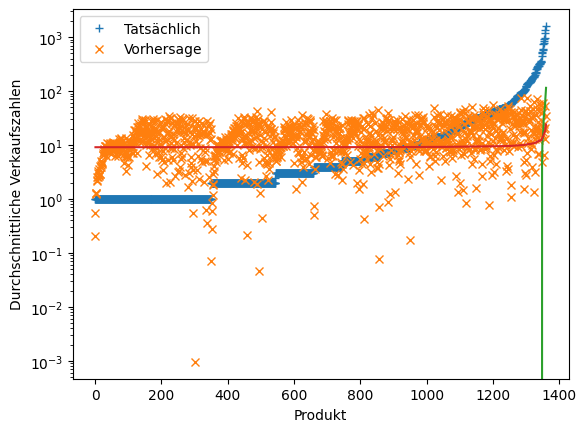 Tatsächlich
Vorhersage
Durchschnittliche Verkaufszahlen
10³
10²
10¹
10⁰
10⁻¹
10⁻²
10⁻³
0 200 400 600 800 1000 1200 1400
Produkt